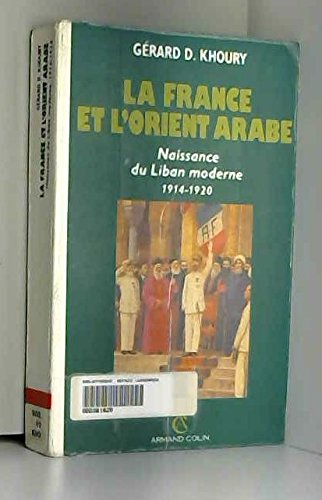 GÉRARD D. KHOURY
LA FRANCE
ET L'ORIENT ARABE
Naissance
du Liban moderne
1914-1920
RF
ARMAND COLIN
GÉRARD D. KHOURY
LA FRANCE ET L'ORIENT ARABE